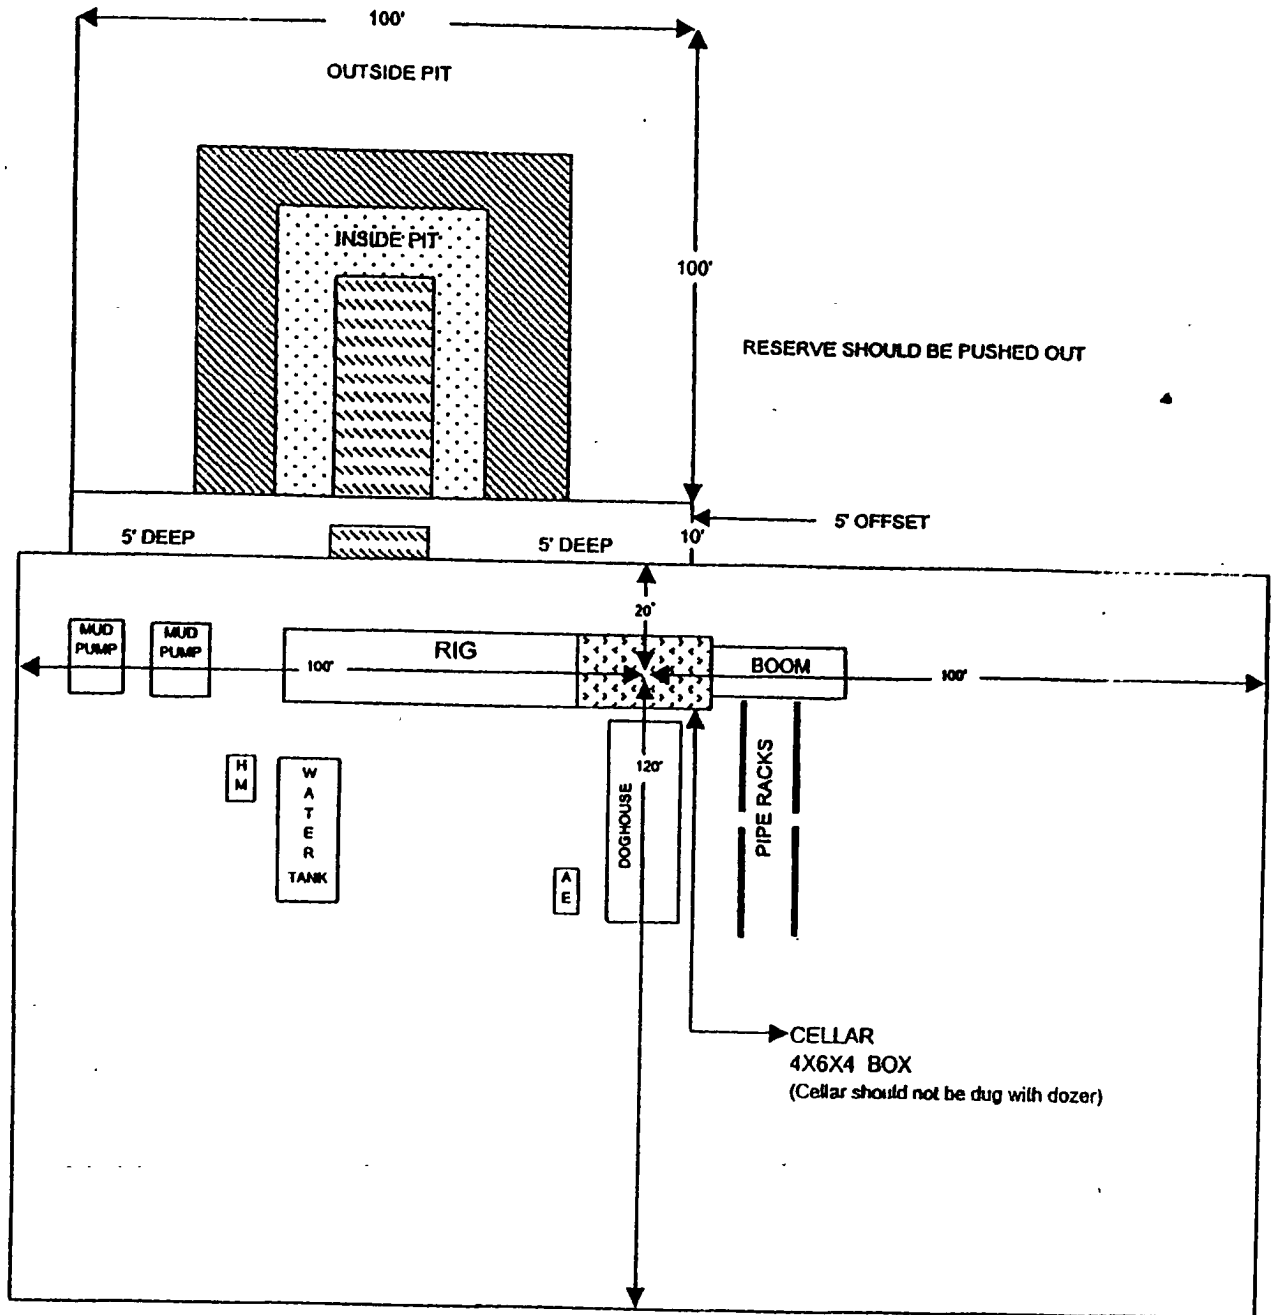 100'
OUTSIDE PIT
INSIDE PIT
100'
RESERVE SHOULD BE PUSHED OUT
5' OFFSET
5' DEEP
5' DEEP
10'
20'
MUD
PUMP
MUD
PUMP
RIG
BOOM
100'
100'
H
M
W
A
T
E
R
TANK
120'
DOGHOUSE
PIPE RACKS
A
E
CELLAR
4X6X4 BOX
(Cellar should not be dug with dozer)